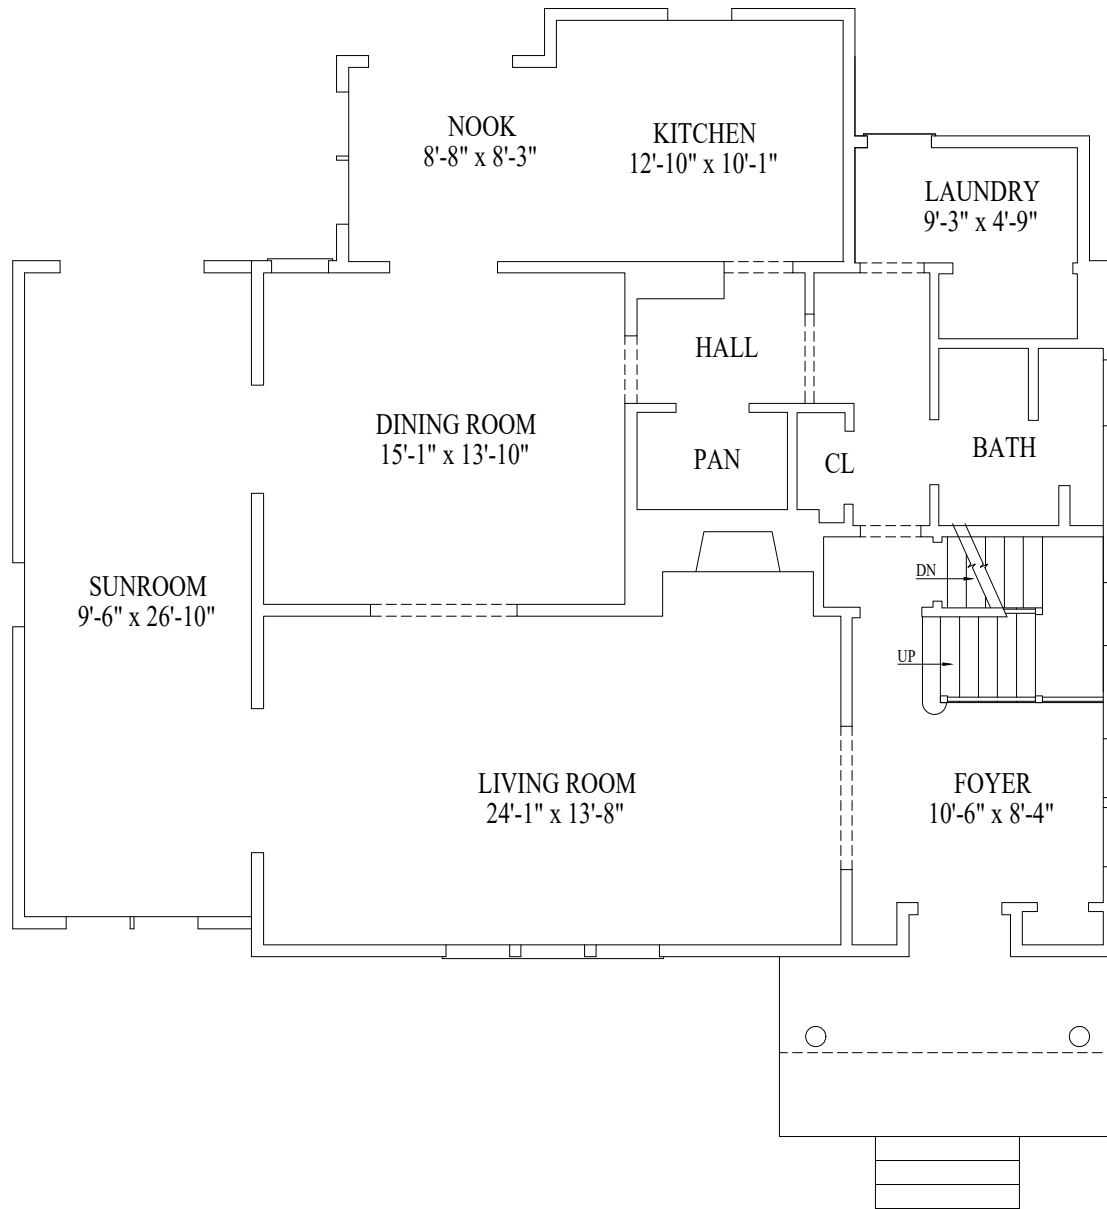 NOOK
8'-8" x 8'-3"
KITCHEN
12'-10" x 10'-1"
LAUNDRY
9'-3" x 4'-9"
HALL
DINING ROOM
15'-1" x 13'-10"
PAN
CL
BATH
SUNROOM
9'-6" x 26'-10"
DN
UP
LIVING ROOM
24'-1" x 13'-8"
FOYER
10'-6" x 8'-4"